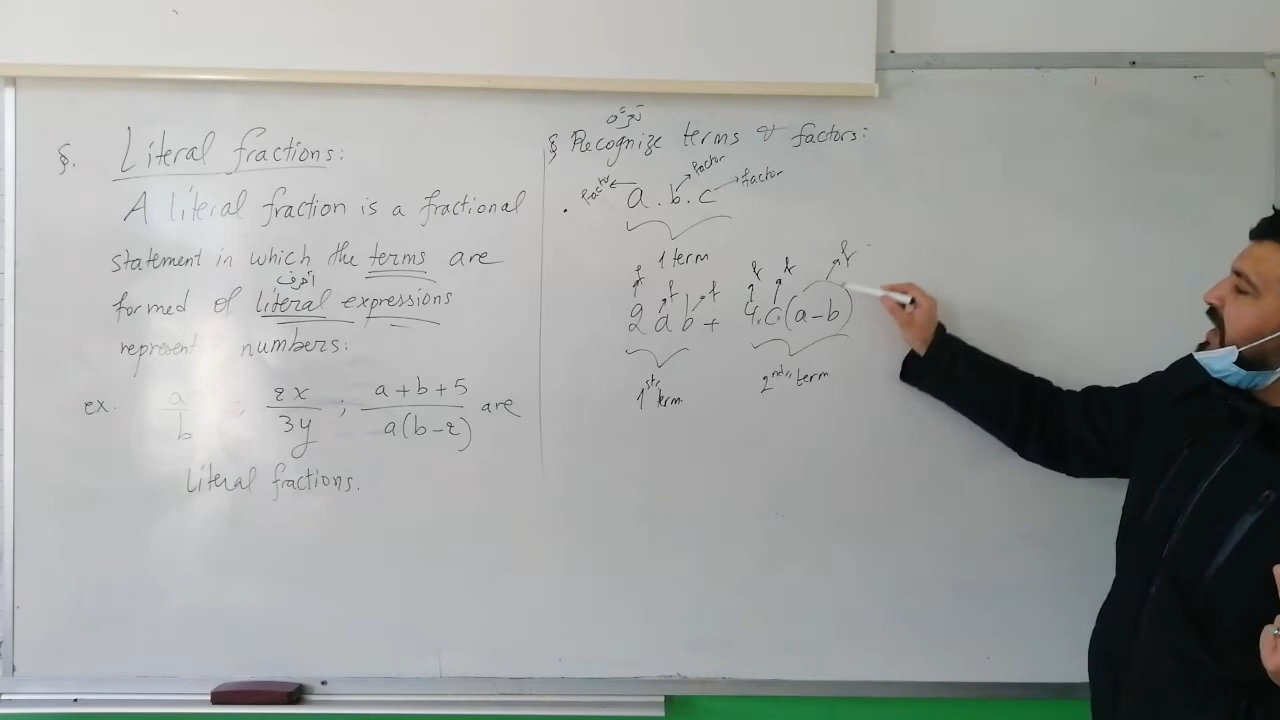 §. Literal fractions:
A literal fraction is a fractional
statement in which the terms are
أحرف
formed of literal expressions
represent numbers:
ex. a/b ; 2x/3y ; a+b+5/a(b-2) are
Literal fractions.
§ Recognize terms & factors:
factor factor factor
. a . b . c
1 term
f f f f f f
2 a b + 4.c.(a-b)
1st term 2nd term